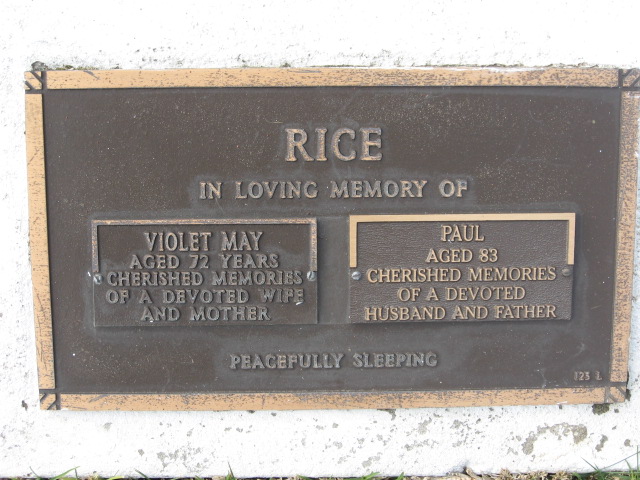 RICE
IN LOVING MEMORY OF
VIOLET MAY
AGED 72 YEARS
CHERISHED MEMORIES
OF A DEVOTED WIFE
AND MOTHER
PAUL
AGED 83
CHERISHED MEMORIES
OF A DEVOTED
HUSBAND AND FATHER
PEACEFULLY SLEEPING
123 L